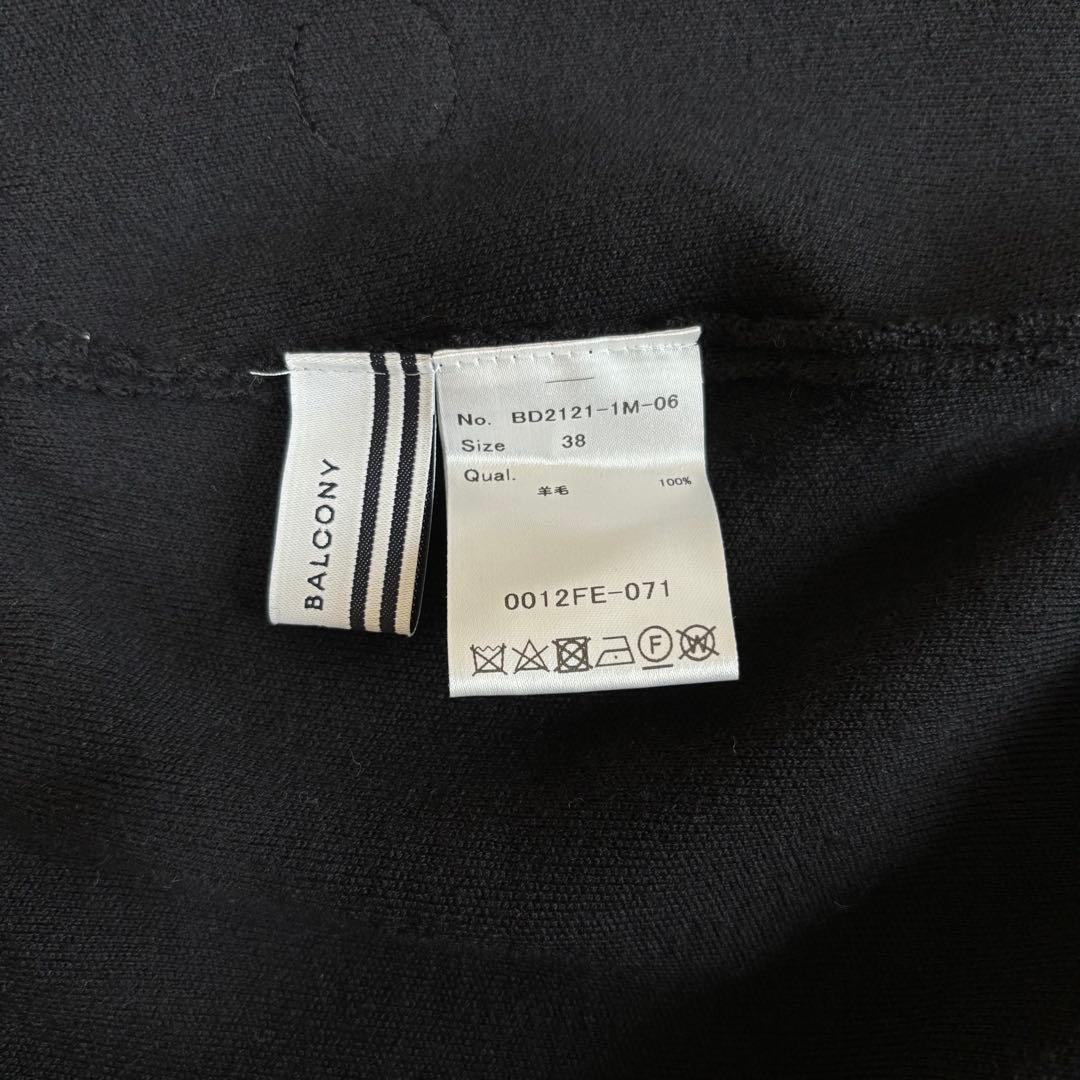 BALCONY
No. BD2121-1M-06
Size 38
Qual.
羊毛 100%
0012FE-071
F W